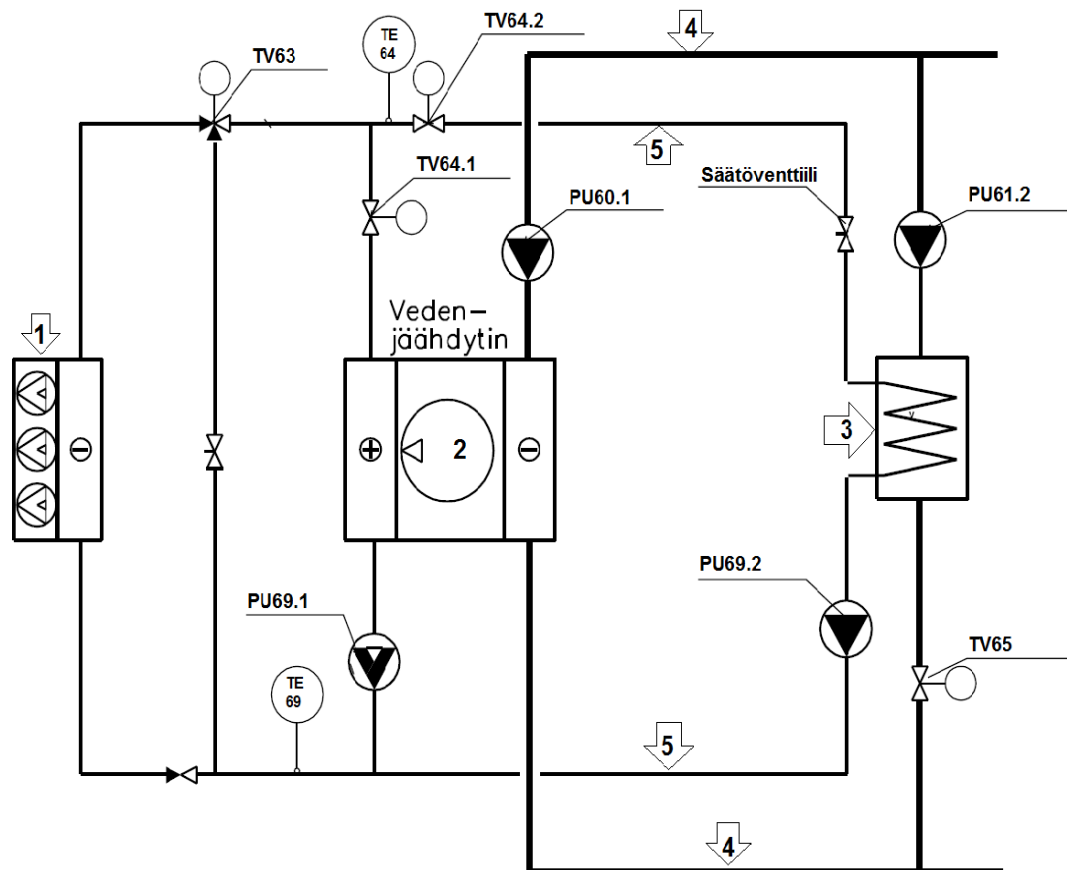 TV64.2
4
TE
64
TV63
5
TV64.1
Säätöventtiili
PU60.1
PU61.2
Veden-
jäähdytin
1
2
3
PU69.1
PU69.2
TV65
TE
69
5
4